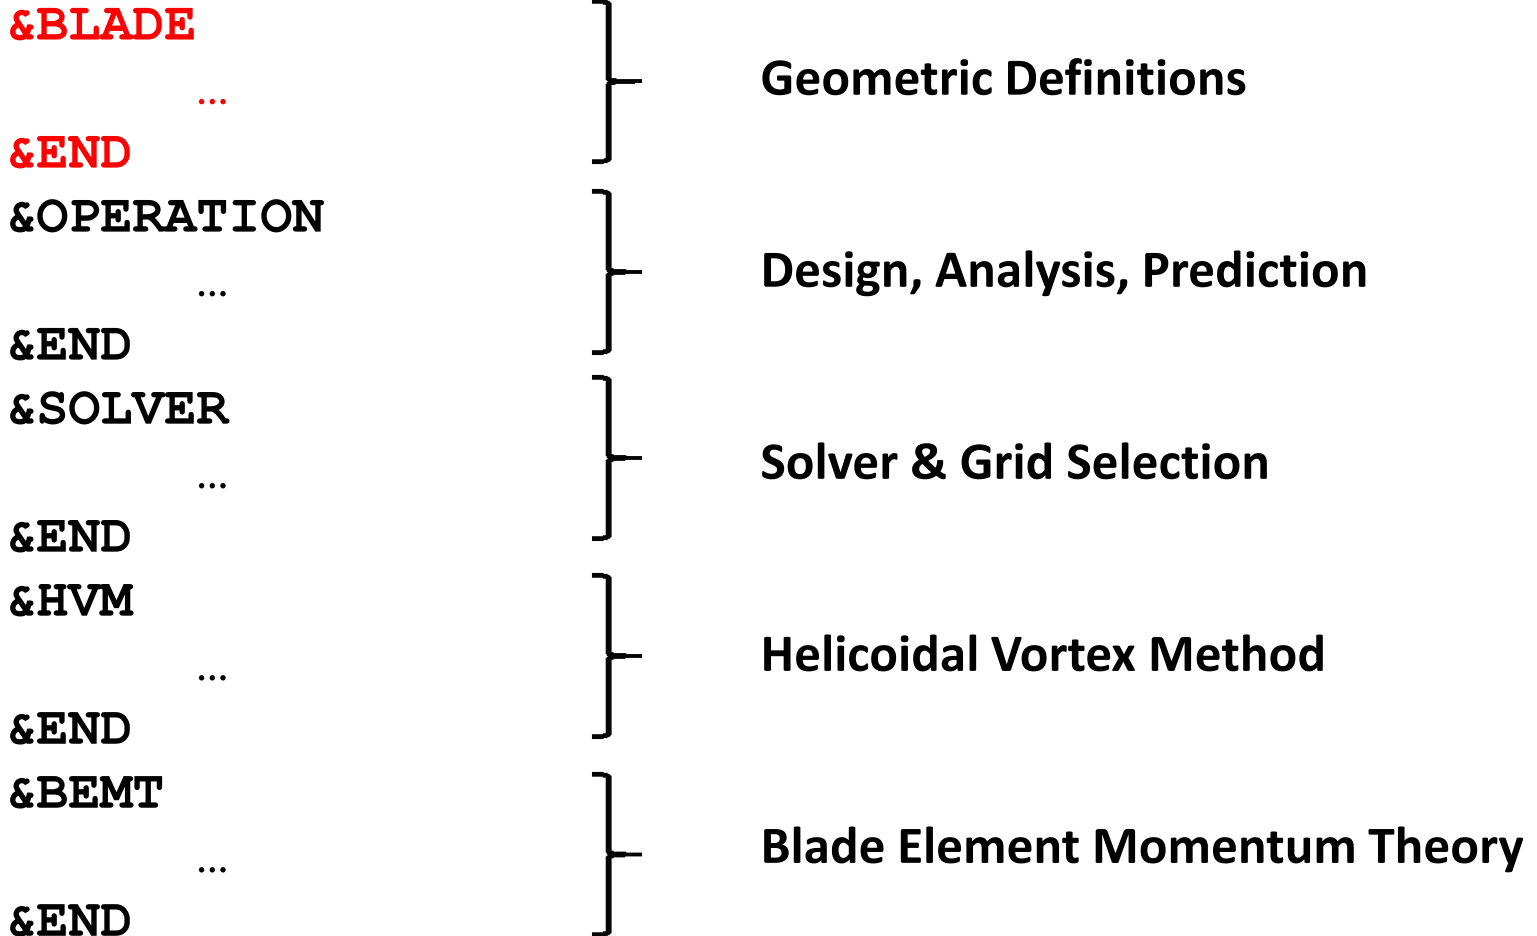 &BLADE
... Geometric Definitions
&END
&OPERATION
... Design, Analysis, Prediction
&END
&SOLVER
... Solver & Grid Selection
&END
&HVM
... Helicoidal Vortex Method
&END
&BEMT
... Blade Element Momentum Theory
&END